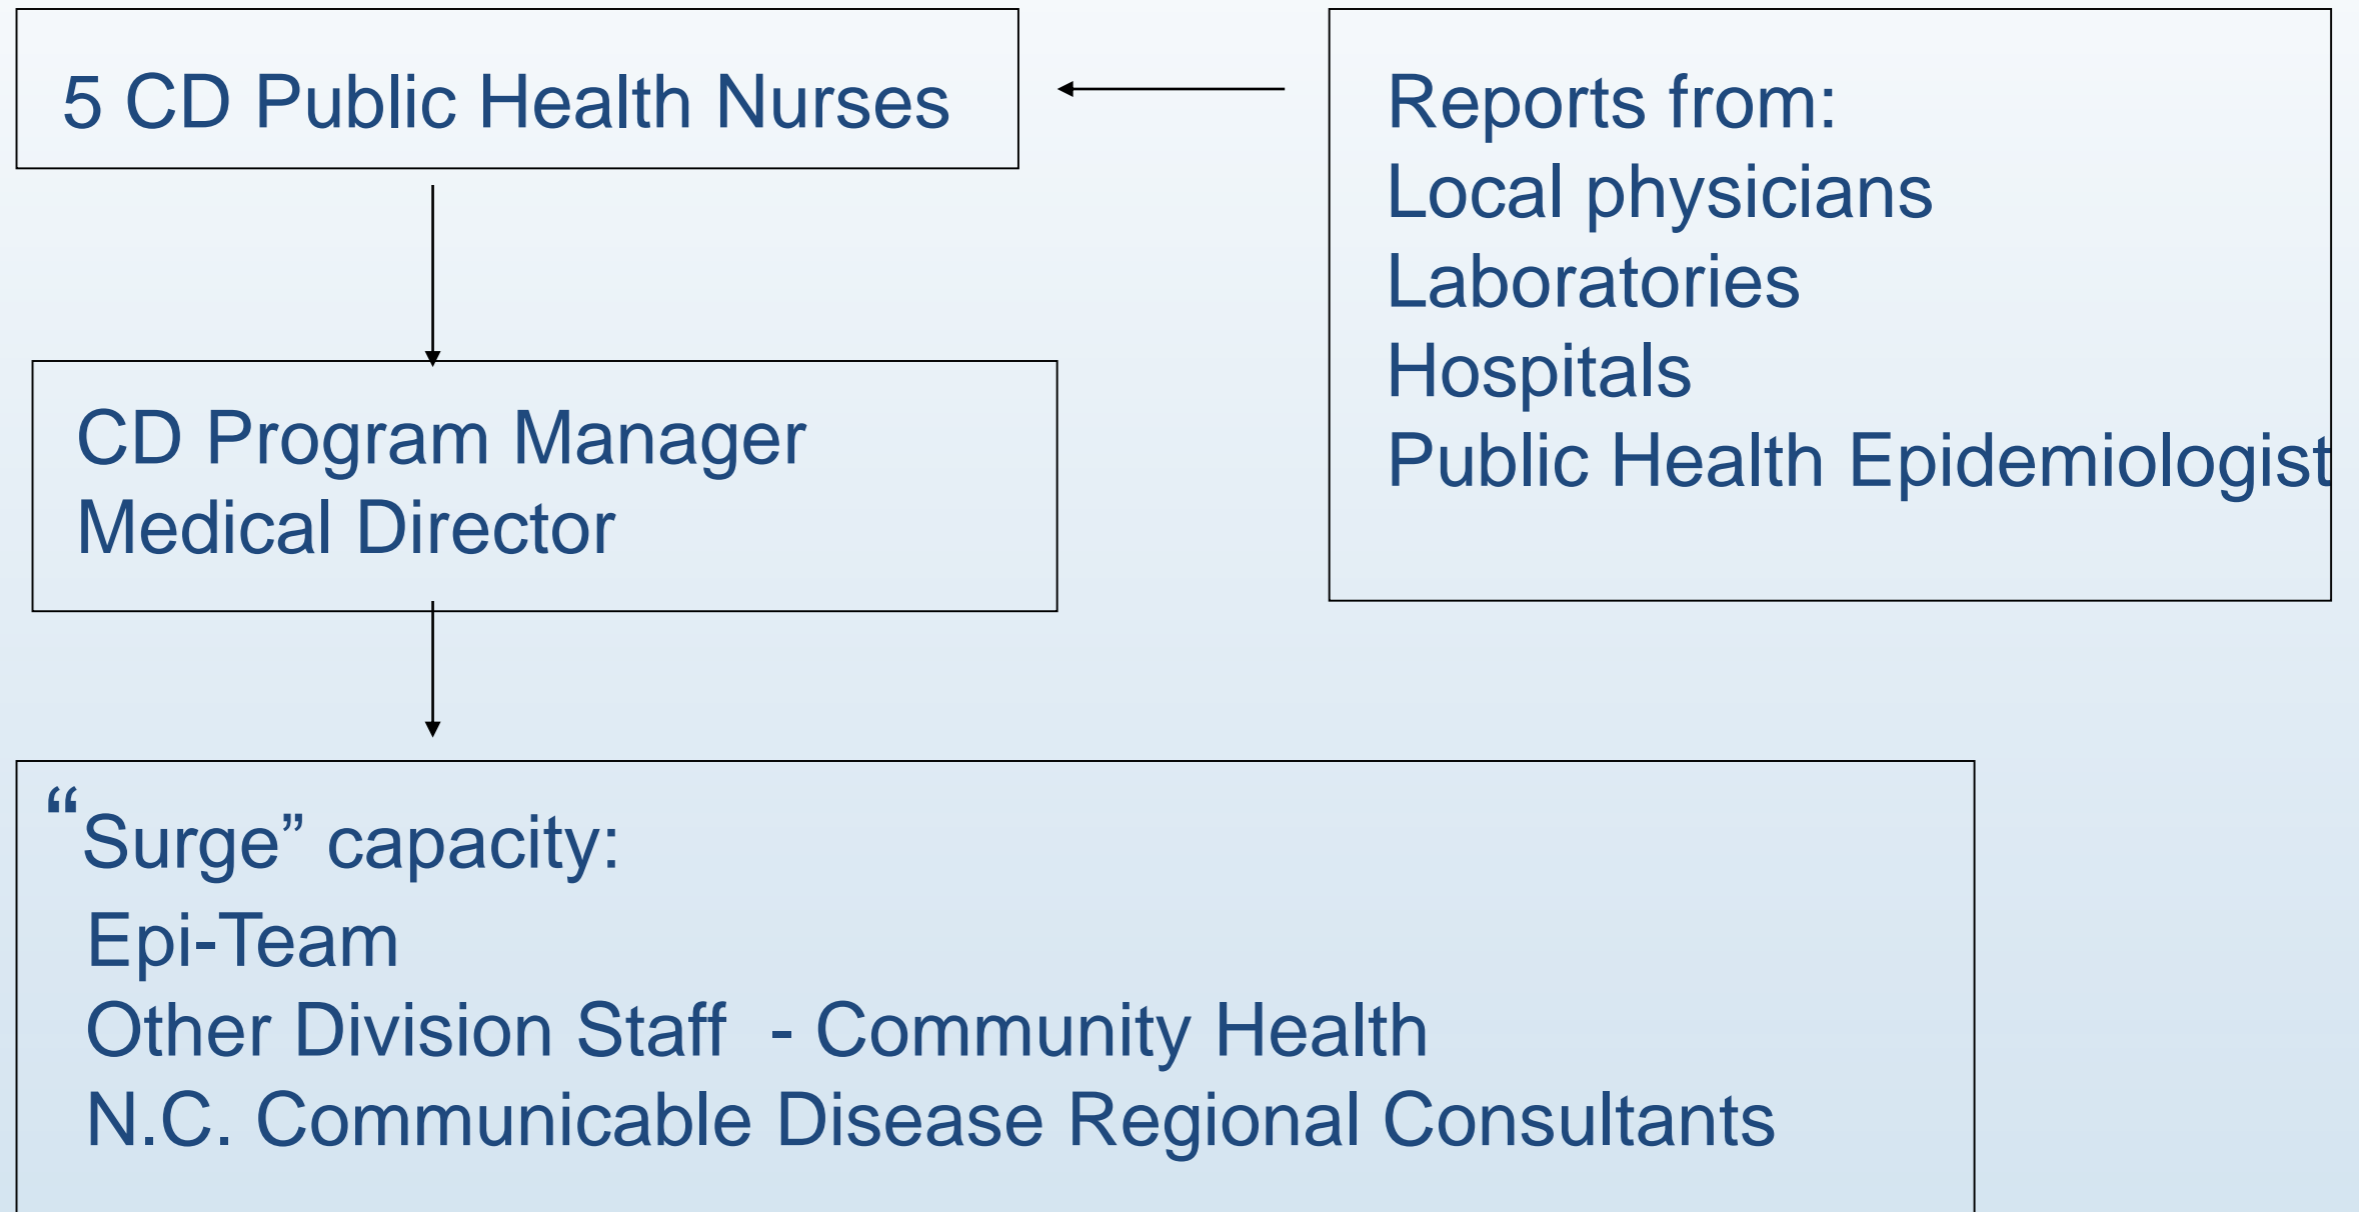 5 CD Public Health Nurses
Reports from:
Local physicians
Laboratories
Hospitals
Public Health Epidemiologist
CD Program Manager
Medical Director
“Surge” capacity:
Epi-Team
Other Division Staff  - Community Health
N.C. Communicable Disease Regional Consultants